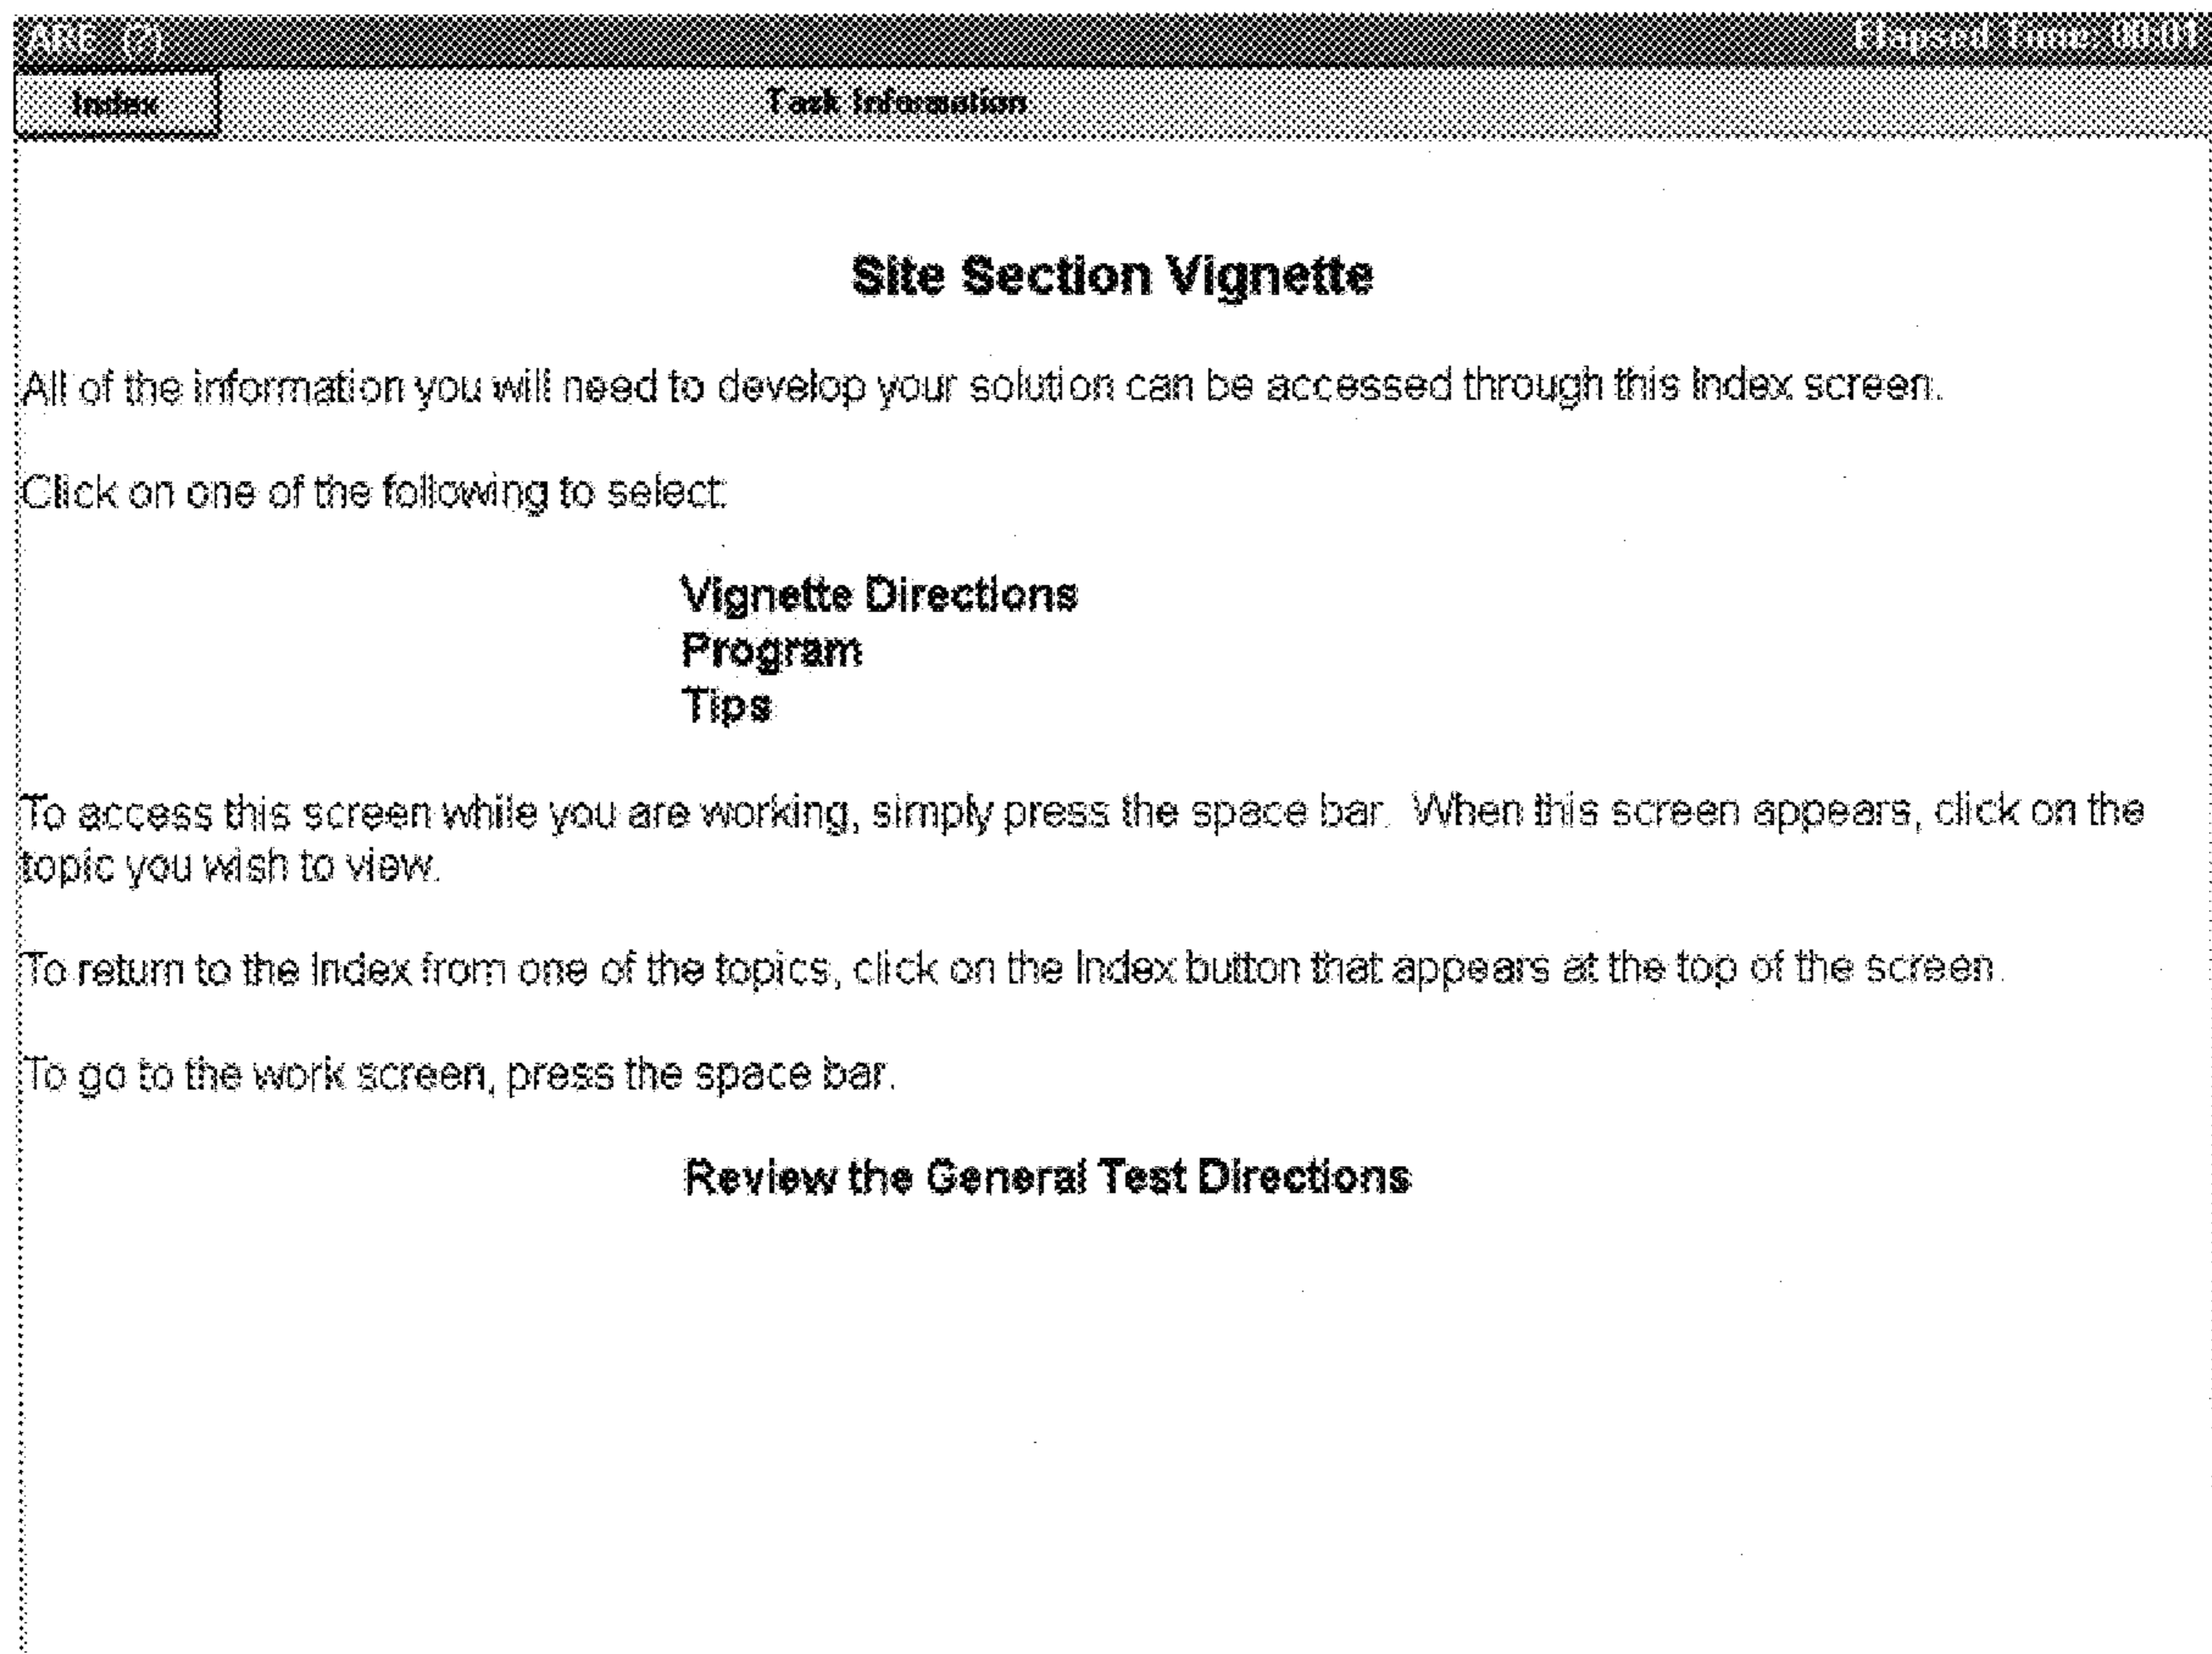 ARE (?) Elapsed Time: 00:01
Index Task Information
Site Section Vignette
All of the information you will need to develop your solution can be accessed through this Index screen.
Click on one of the following to select:
Vignette Directions
Program
Tips
To access this screen while you are working, simply press the space bar. When this screen appears, click on the
topic you wish to view.
To return to the Index from one of the topics, click on the Index button that appears at the top of the screen.
To go to the work screen, press the space bar.
Review the General Test Directions